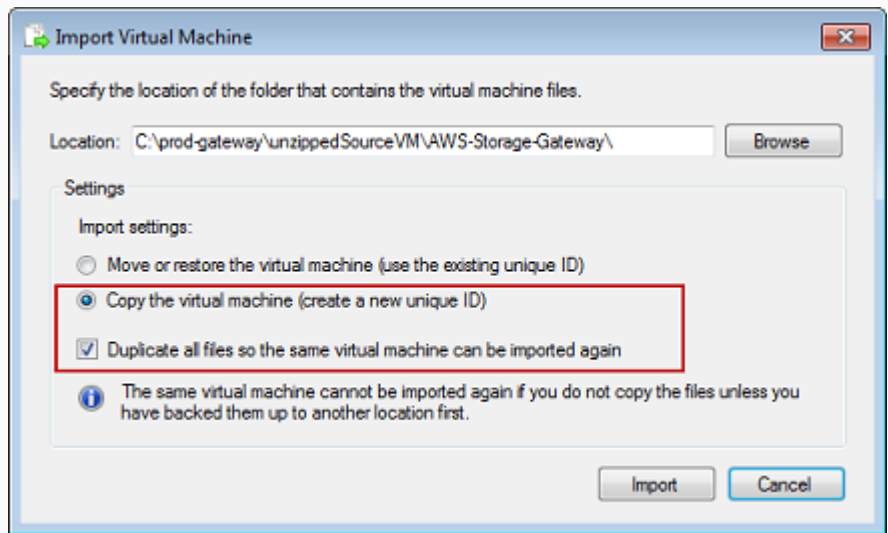 Import Virtual Machine
Specify the location of the folder that contains the virtual machine files.
Location: C:\prod-gateway\unzippedSourceVM\AWS-Storage-Gateway\ Browse
Settings
Import settings:
Move or restore the virtual machine (use the existing unique ID)
Copy the virtual machine (create a new unique ID)
Duplicate all files so the same virtual machine can be imported again
The same virtual machine cannot be imported again if you do not copy the files unless you
have backed them up to another location first.
Import Cancel